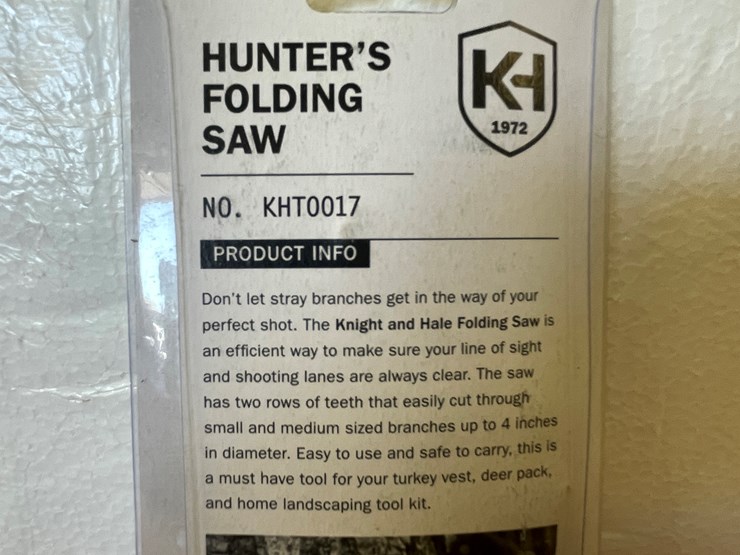 HUNTER'S
FOLDING
SAW
KH
1972
NO. KHT0017
PRODUCT INFO
Don't let stray branches get in the way of your
perfect shot. The Knight and Hale Folding Saw is
an efficient way to make sure your line of sight
and shooting lanes are always clear. The saw
has two rows of teeth that easily cut through
small and medium sized branches up to 4 inches
in diameter. Easy to use and safe to carry, this is
a must have tool for your turkey vest, deer pack,
and home landscaping tool kit.